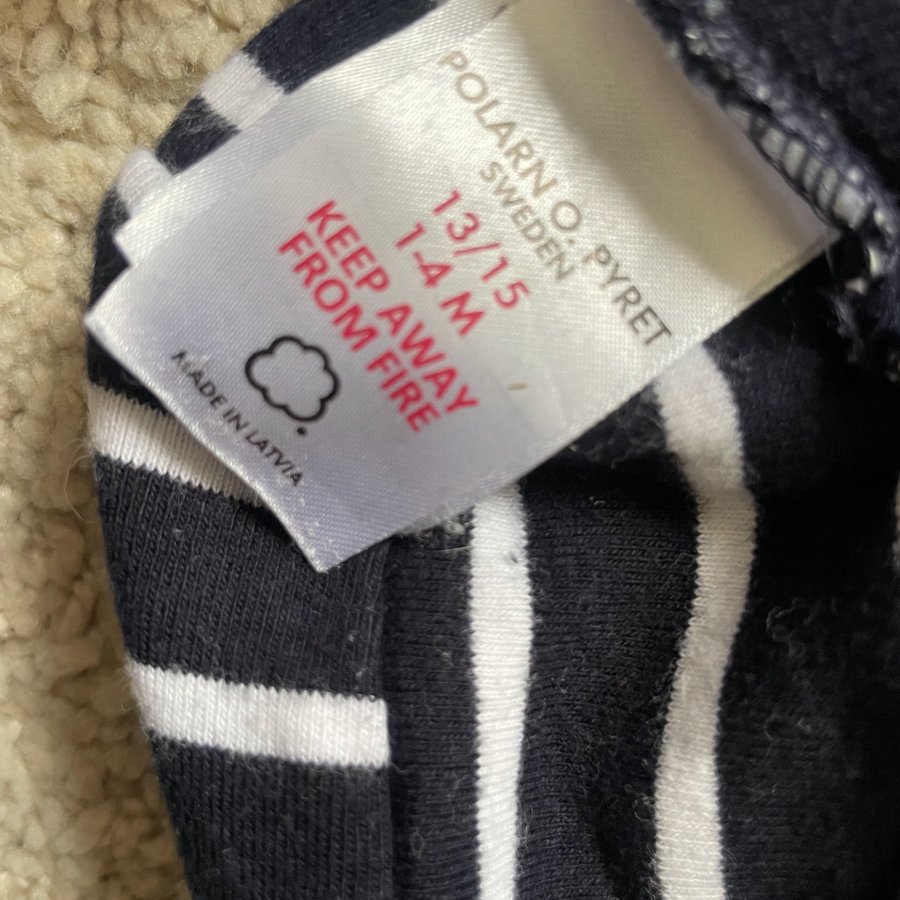 POLARN O. PYRET
SWEDEN
13/15
1-4 M
KEEP AWAY
FROM FIRE
MADE IN LATVIA